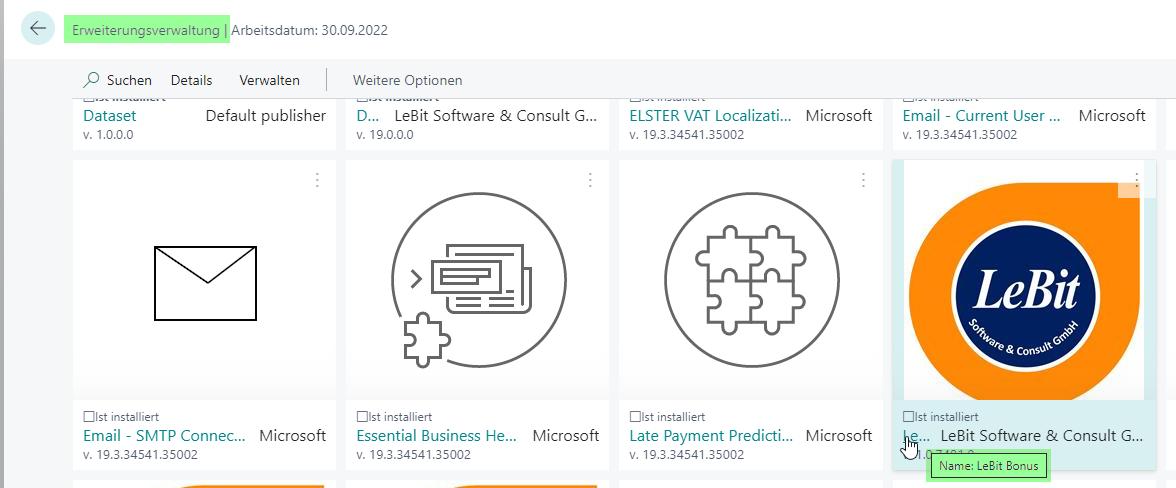 Erweiterungsverwaltung | Arbeitsdatum: 30.09.2022
Suchen Details Verwalten Weitere Optionen
Ist installiert Ist installiert Ist installiert Ist installiert
Dataset Default publisher D... LeBit Software & Consult G... ELSTER VAT Localizati... Microsoft Email - Current User ... Microsoft
v. 1.0.0.0 v. 19.0.0.0 v. 19.3.34541.35002 v. 19.3.34541.35002
LeBit
Software & Consult GmbH
Ist installiert Ist installiert Ist installiert Ist installiert
Email - SMTP Connec... Microsoft Essential Business He... Microsoft Late Payment Predicti... Microsoft Le... LeBit Software & Consult G...
v. 19.3.34541.35002 v. 19.3.34541.35002 v. 19.3.34541.35002
Name: LeBit Bonus